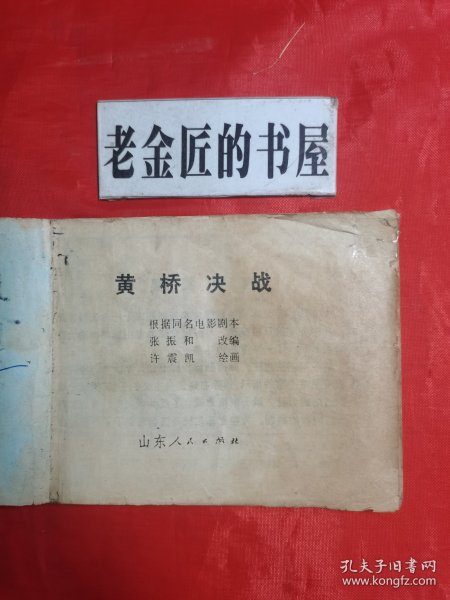 老金匠的书屋
黄桥决战
根据同名电影剧本
张振和 改编
许震凯 绘画
山东人民出版社
孔夫子旧书网
www.kongfz.com